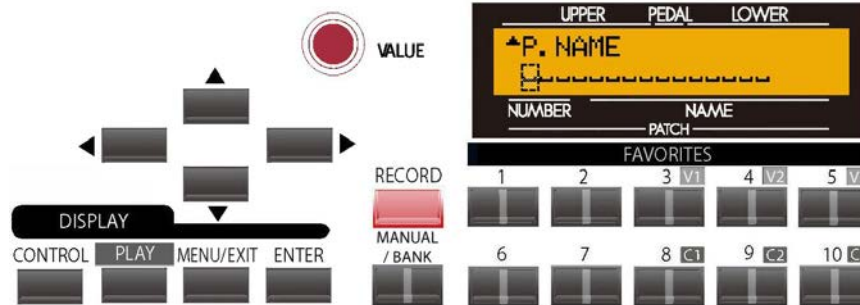 UPPER PEDAL LOWER
P. NAME
VALUE
NUMBER NAME
PATCH
FAVORITES
RECORD 1 2 3 V1 4 V2 5 V
DISPLAY
MANUAL
/ BANK
CONTROL PLAY MENU/EXIT ENTER
6 7 8 C1 9 C2 10 C